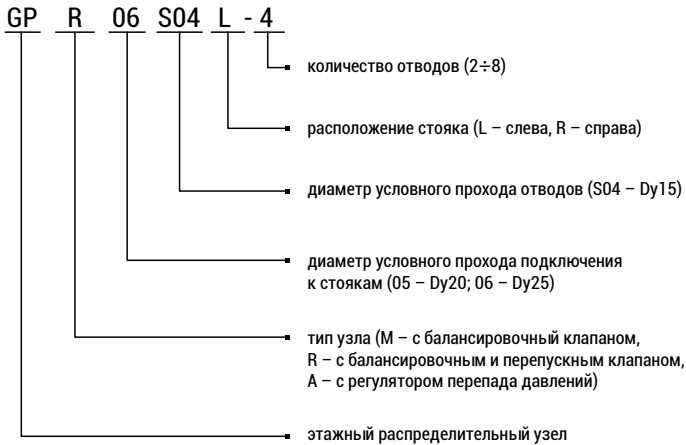 GP R 06 S04 L - 4
количество отводов (2÷8)
расположение стояка (L – слева, R – справа)
диаметр условного прохода отводов (S04 – Dy15)
диаметр условного прохода подключения
к стоякам (05 – Dy20; 06 – Dy25)
тип узла (M – с балансировочный клапаном,
R – с балансировочным и перепускным клапаном,
A – с регулятором перепада давлений)
этажный распределительный узел